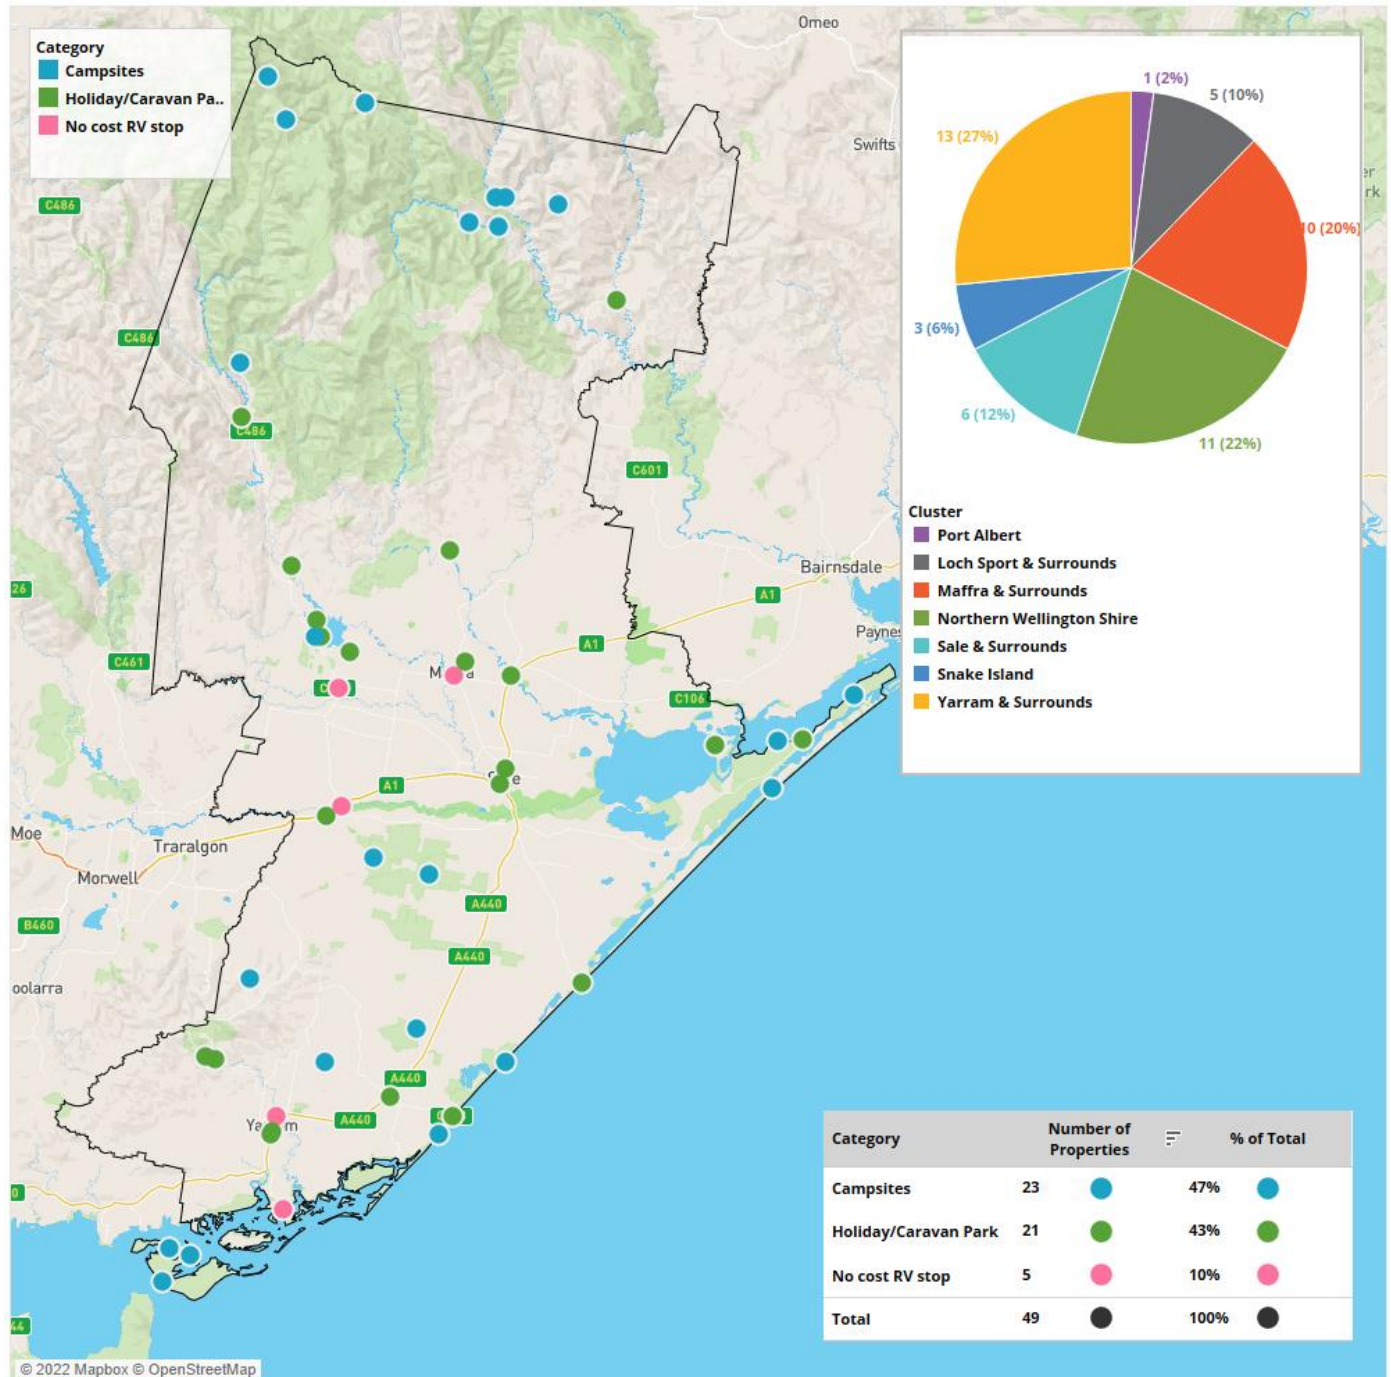 Omeo
Category
Campsites
Holiday/Caravan Pa..
No cost RV stop
1 (2%)
5 (10%)
13 (27%)
Swifts
C486
10 (20%)
3 (6%)
C486
6 (12%)
C486
11 (22%)
C601
Cluster
Port Albert
Loch Sport & Surrounds
Maffra & Surrounds
Northern Wellington Shire
Sale & Surrounds
Snake Island
Yarram & Surrounds
Bairnsdale
26
A1
Paynes
A1
C461
C106
A1
Moe
Traralgon
Morwell
A440
B460
A440
oolarra
A440
A440
Category
Number of
Properties
% of Total
Campsites 23 47%
Holiday/Caravan Park 21 43%
No cost RV stop 5 10%
Total 49 100%
© 2022 Mapbox © OpenStreetMap